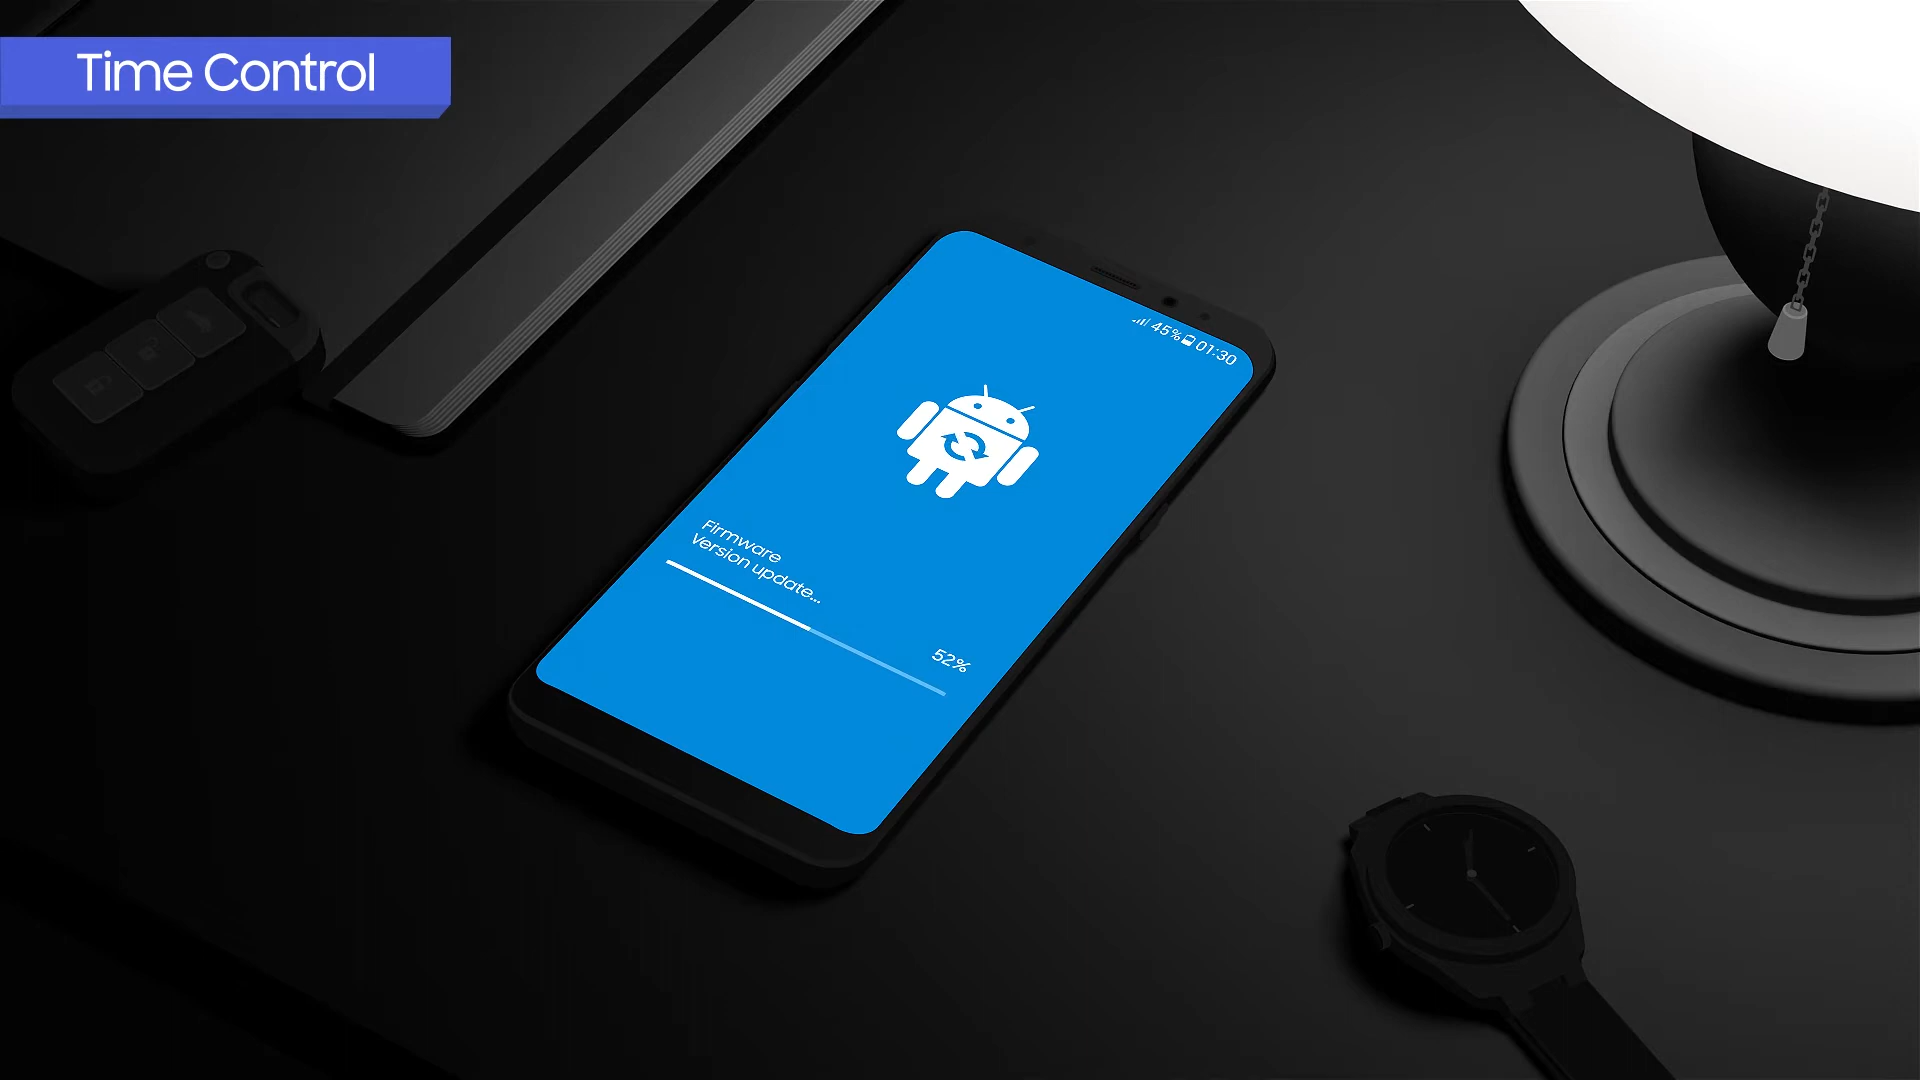 Time Control
45% 01:30
Firmware
Version update...
52%